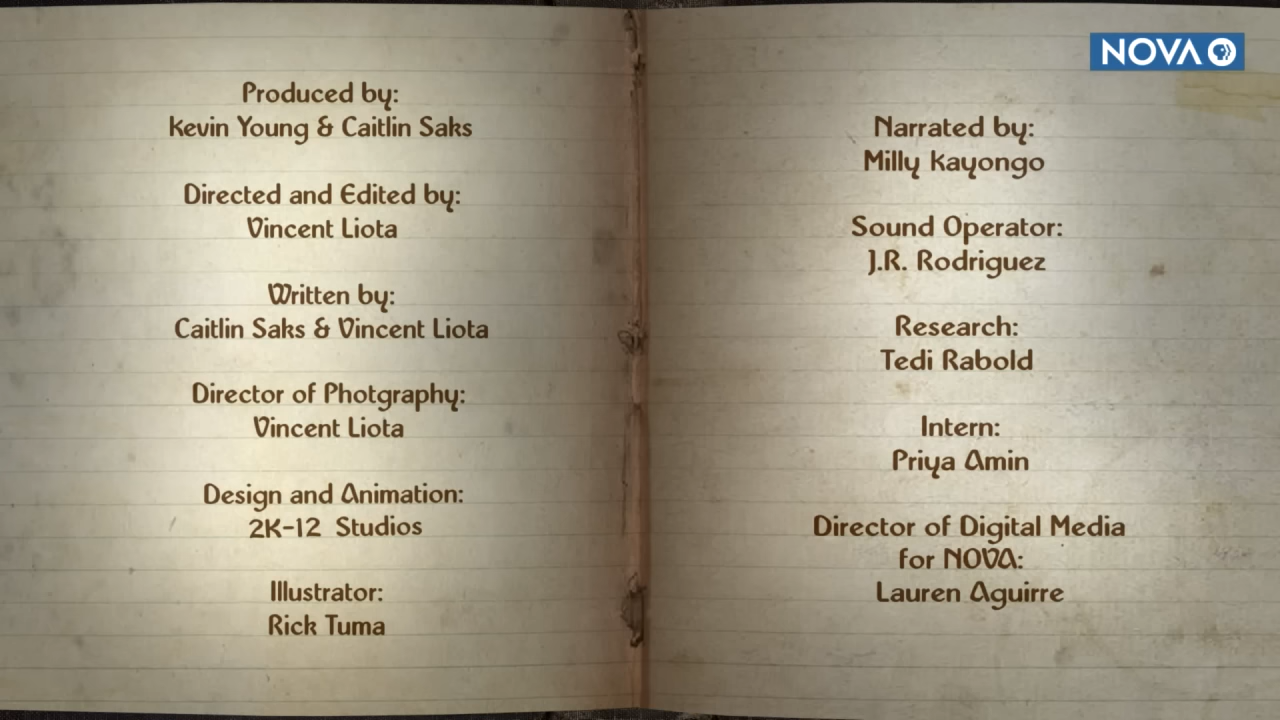 NOVA
Produced by:
Kevin Young & Caitlin Saks
Directed and Edited by:
Vincent Liota
Written by:
Caitlin Saks & Vincent Liota
Director of Photgraphy:
Vincent Liota
Design and Animation:
2K-12 Studios
Illustrator:
Rick Tuma
Narrated by:
Milly Kayongo
Sound Operator:
J.R. Rodriguez
Research:
Tedi Rabold
Intern:
Priya Amin
Director of Digital Media
for NOVA:
Lauren Aguirre